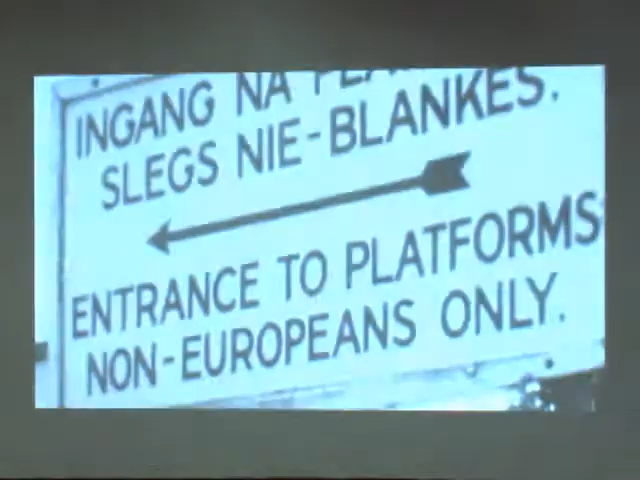 INGANG NA
SLEGS NIE-BLANKES.
ENTRANCE TO PLATFORMS
NON-EUROPEANS ONLY.